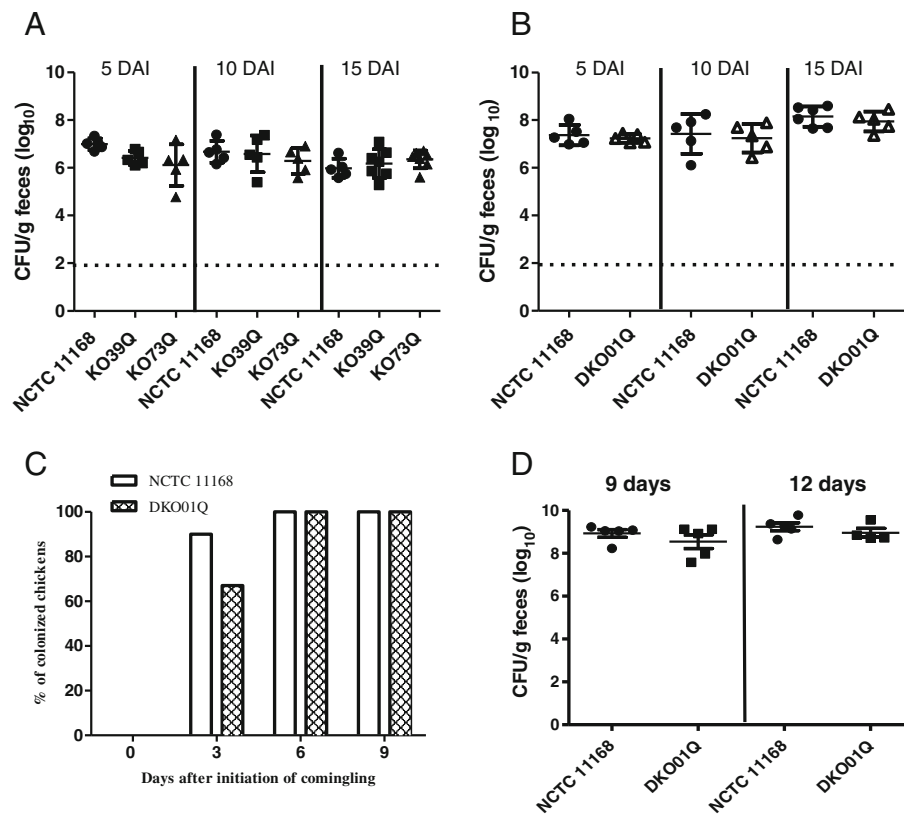 A
5 DAI 10 DAI 15 DAI
CFU/g feces (log10)
10
8
6
4
2
0
NCTC 11168
KO39Q
KO73Q
NCTC 11168
KO39Q
KO73Q
NCTC 11168
KO39Q
KO73Q
B
5 DAI 10 DAI 15 DAI
CFU/g feces (log 10)
10
8
6
4
2
0
NCTC 11168
DKO01Q
NCTC 11168
DKO01Q
NCTC 11168
DKO01Q
C
NCTC 11168
DKO01Q
% of colonized chickens
100
80
60
40
20
0
0 3 6 9
Days after initiation of comingling
D
9 days 12 days
CFU/g feces (log10)
10
8
6
4
2
0
NCTC 11168
DKO01Q
NCTC 11168
DKO01Q